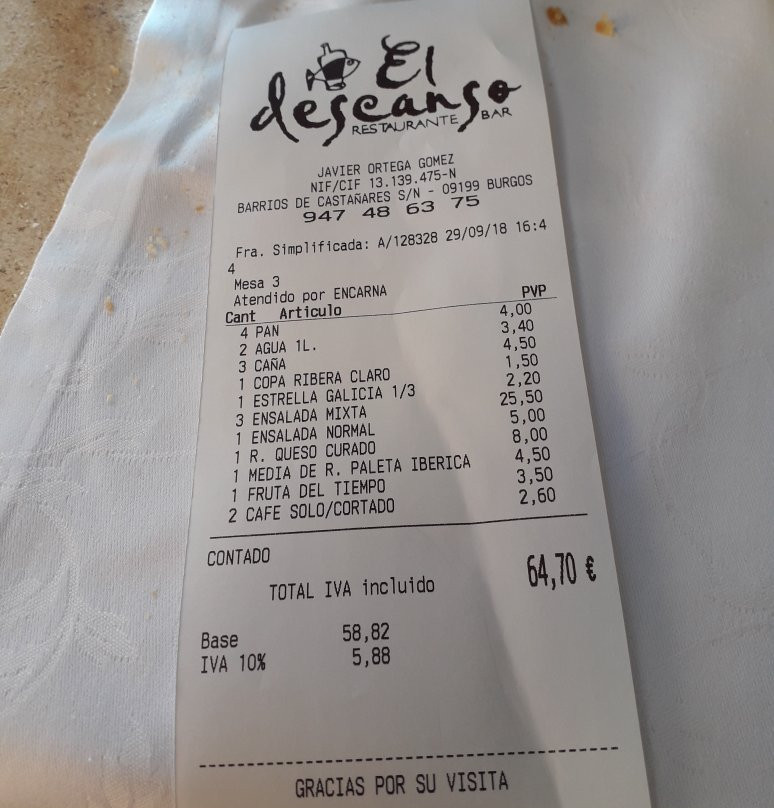 El
descanso
RESTAURANTE BAR
JAVIER ORTEGA GOMEZ
NIF/CIF 13.139.475-N
BARRIOS DE CASTAÑARES S/N - 09199 BURGOS
947 48 63 75
Fra. Simplificada: A/128328 29/09/18 16:4
4
Mesa 3
Atendido por ENCARNA
Cant Articulo PVP
4 PAN 4,00
2 AGUA 1L. 3,40
3 CAÑA 4,50
1 COPA RIBERA CLARO 1,50
1 ESTRELLA GALICIA 1/3 2,20
3 ENSALADA MIXTA 25,50
1 ENSALADA NORMAL 5,00
1 R. QUESO CURADO 8,00
1 MEDIA DE R. PALETA IBERICA 4,50
1 FRUTA DEL TIEMPO 3,50
2 CAFE SOLO/CORTADO 2,60
CONTADO
TOTAL IVA incluido 64,70 €
Base 58,82
IVA 10% 5,88
GRACIAS POR SU VISITA